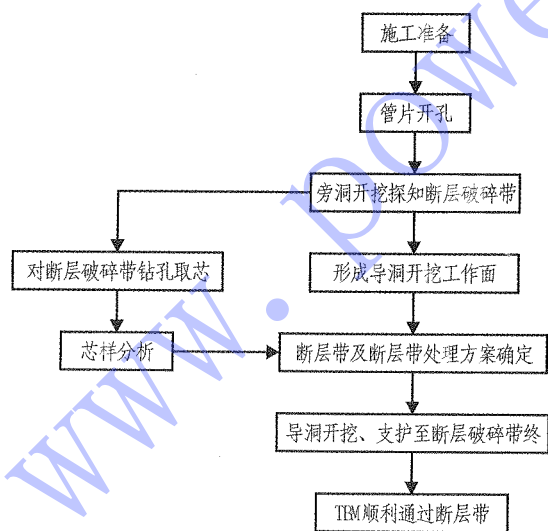 施工准备
管片开孔
旁洞开挖探知断层破碎带
对断层破碎带钻孔取芯
形成导洞开挖工作面
芯样分析
断层带及断层带处理方案确定
导洞开挖、支护至断层破碎带终
TBM顺利通过断层带
www.powe